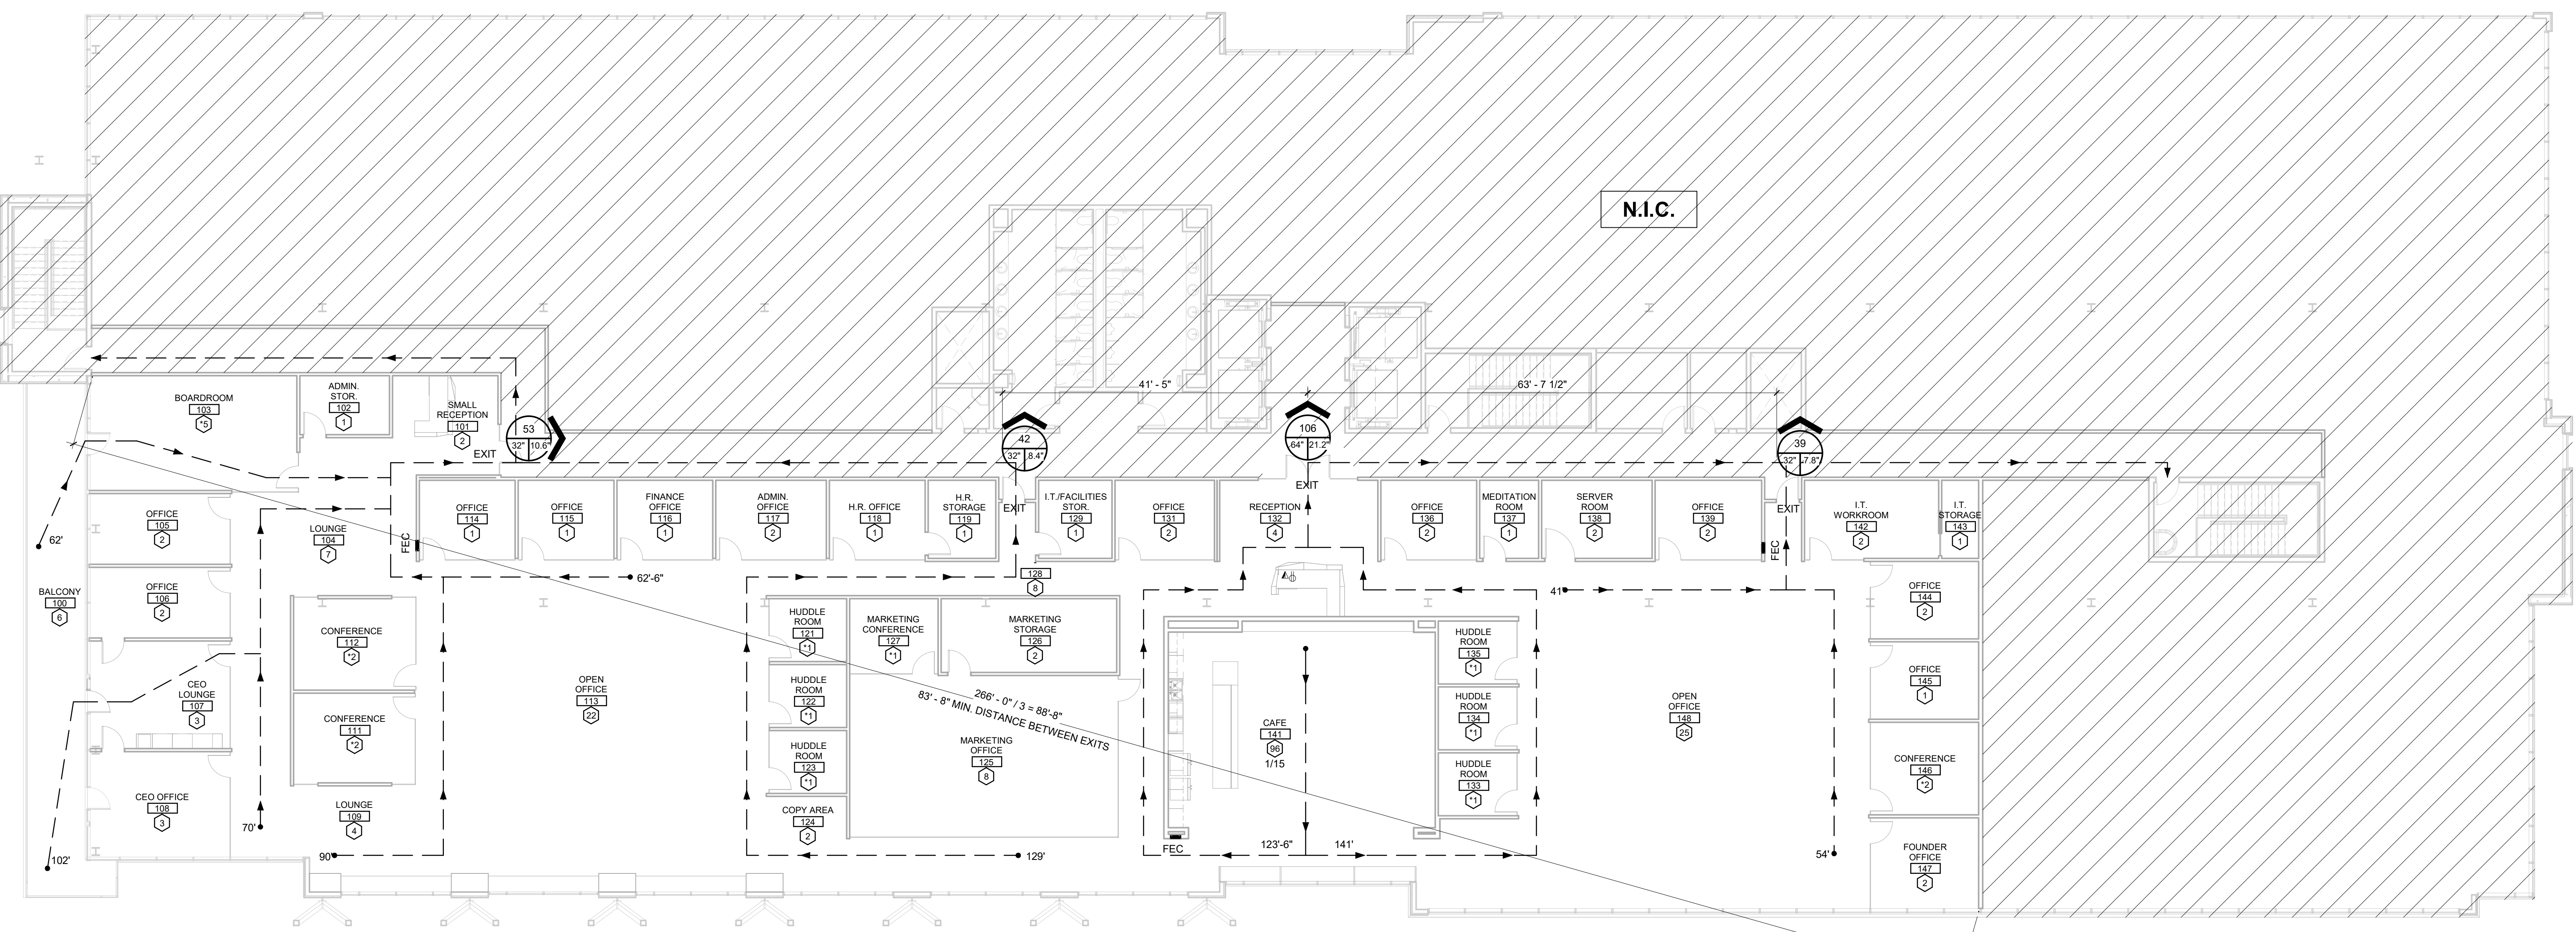 N.I.C.
41' - 5"
63' - 7 1/2"
BOARDROOM
103
*5
ADMIN.
STOR.
102
1
SMALL
RECEPTION
101
2
EXIT
53
32" 10.6"
42
32" 8.4"
EXIT
106
64" 21.2"
EXIT
39
32" 7.8"
EXIT
62'
BALCONY
100
6
102'
OFFICE
105
2
OFFICE
106
2
CEO
LOUNGE
107
3
CEO OFFICE
108
3
70'
LOUNGE
104
7
FEC
CONFERENCE
112
*2
CONFERENCE
111
*2
LOUNGE
109
4
90'
OFFICE
114
1
OFFICE
115
1
FINANCE
OFFICE
116
1
ADMIN.
OFFICE
117
2
H.R. OFFICE
118
1
H.R.
STORAGE
119
1
I.T./FACILITIES
STOR.
129
1
OFFICE
131
2
RECEPTION
132
4
OFFICE
136
2
MEDITATION
ROOM
137
1
SERVER
ROOM
138
2
OFFICE
139
2
FEC
I.T.
WORKROOM
142
2
I.T.
STORAGE
143
1
62'-6"
128
8
41'
OPEN
OFFICE
113
22
HUDDLE
ROOM
121
*1
HUDDLE
ROOM
122
*1
HUDDLE
ROOM
123
*1
COPY AREA
124
2
MARKETING
CONFERENCE
127
*1
MARKETING
STORAGE
126
2
266' - 0" / 3 = 88'-8"
83' - 8" MIN. DISTANCE BETWEEN EXITS
MARKETING
OFFICE
125
8
129'
CAFE
141
96
1/15
FEC
123'-6"
141'
HUDDLE
ROOM
135
*1
HUDDLE
ROOM
134
*1
HUDDLE
ROOM
133
*1
OPEN
OFFICE
148
25
54'
OFFICE
144
2
OFFICE
145
1
CONFERENCE
146
*2
FOUNDER
OFFICE
147
2